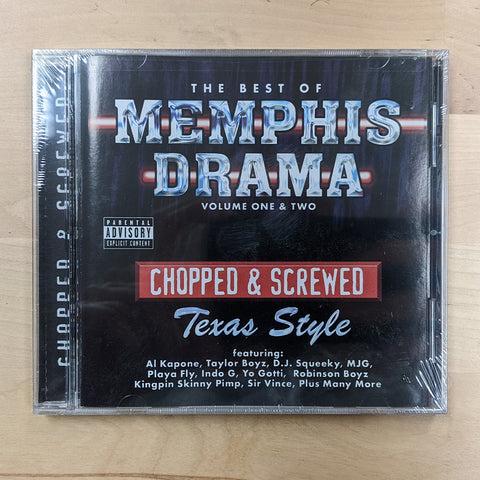 THE BEST OF
MEMPHIS
DRAMA
VOLUME ONE & TWO
PARENTAL
ADVISORY
EXPLICIT CONTENT
CHOPPED & SCREWED
Texas Style
featuring:
Al Kapone, Taylor Boyz, D.J. Squeeky, MJG,
Playa Fly, Indo G, Yo Gotti, Robinson Boyz
Kingpin Skinny Pimp, Sir Vince, Plus Many More
CHOPPED & SCREWED